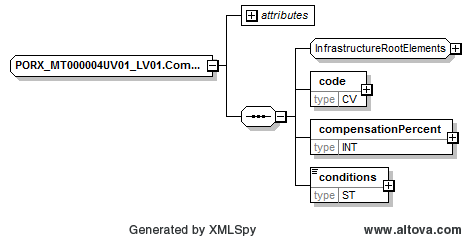 attributes
PORX_MT000004UV01_LV01.Com...
InfrastructureRootElements
code
type CV
compensationPercent
type INT
conditions
type ST
Generated by XMLSpy
www.altova.com